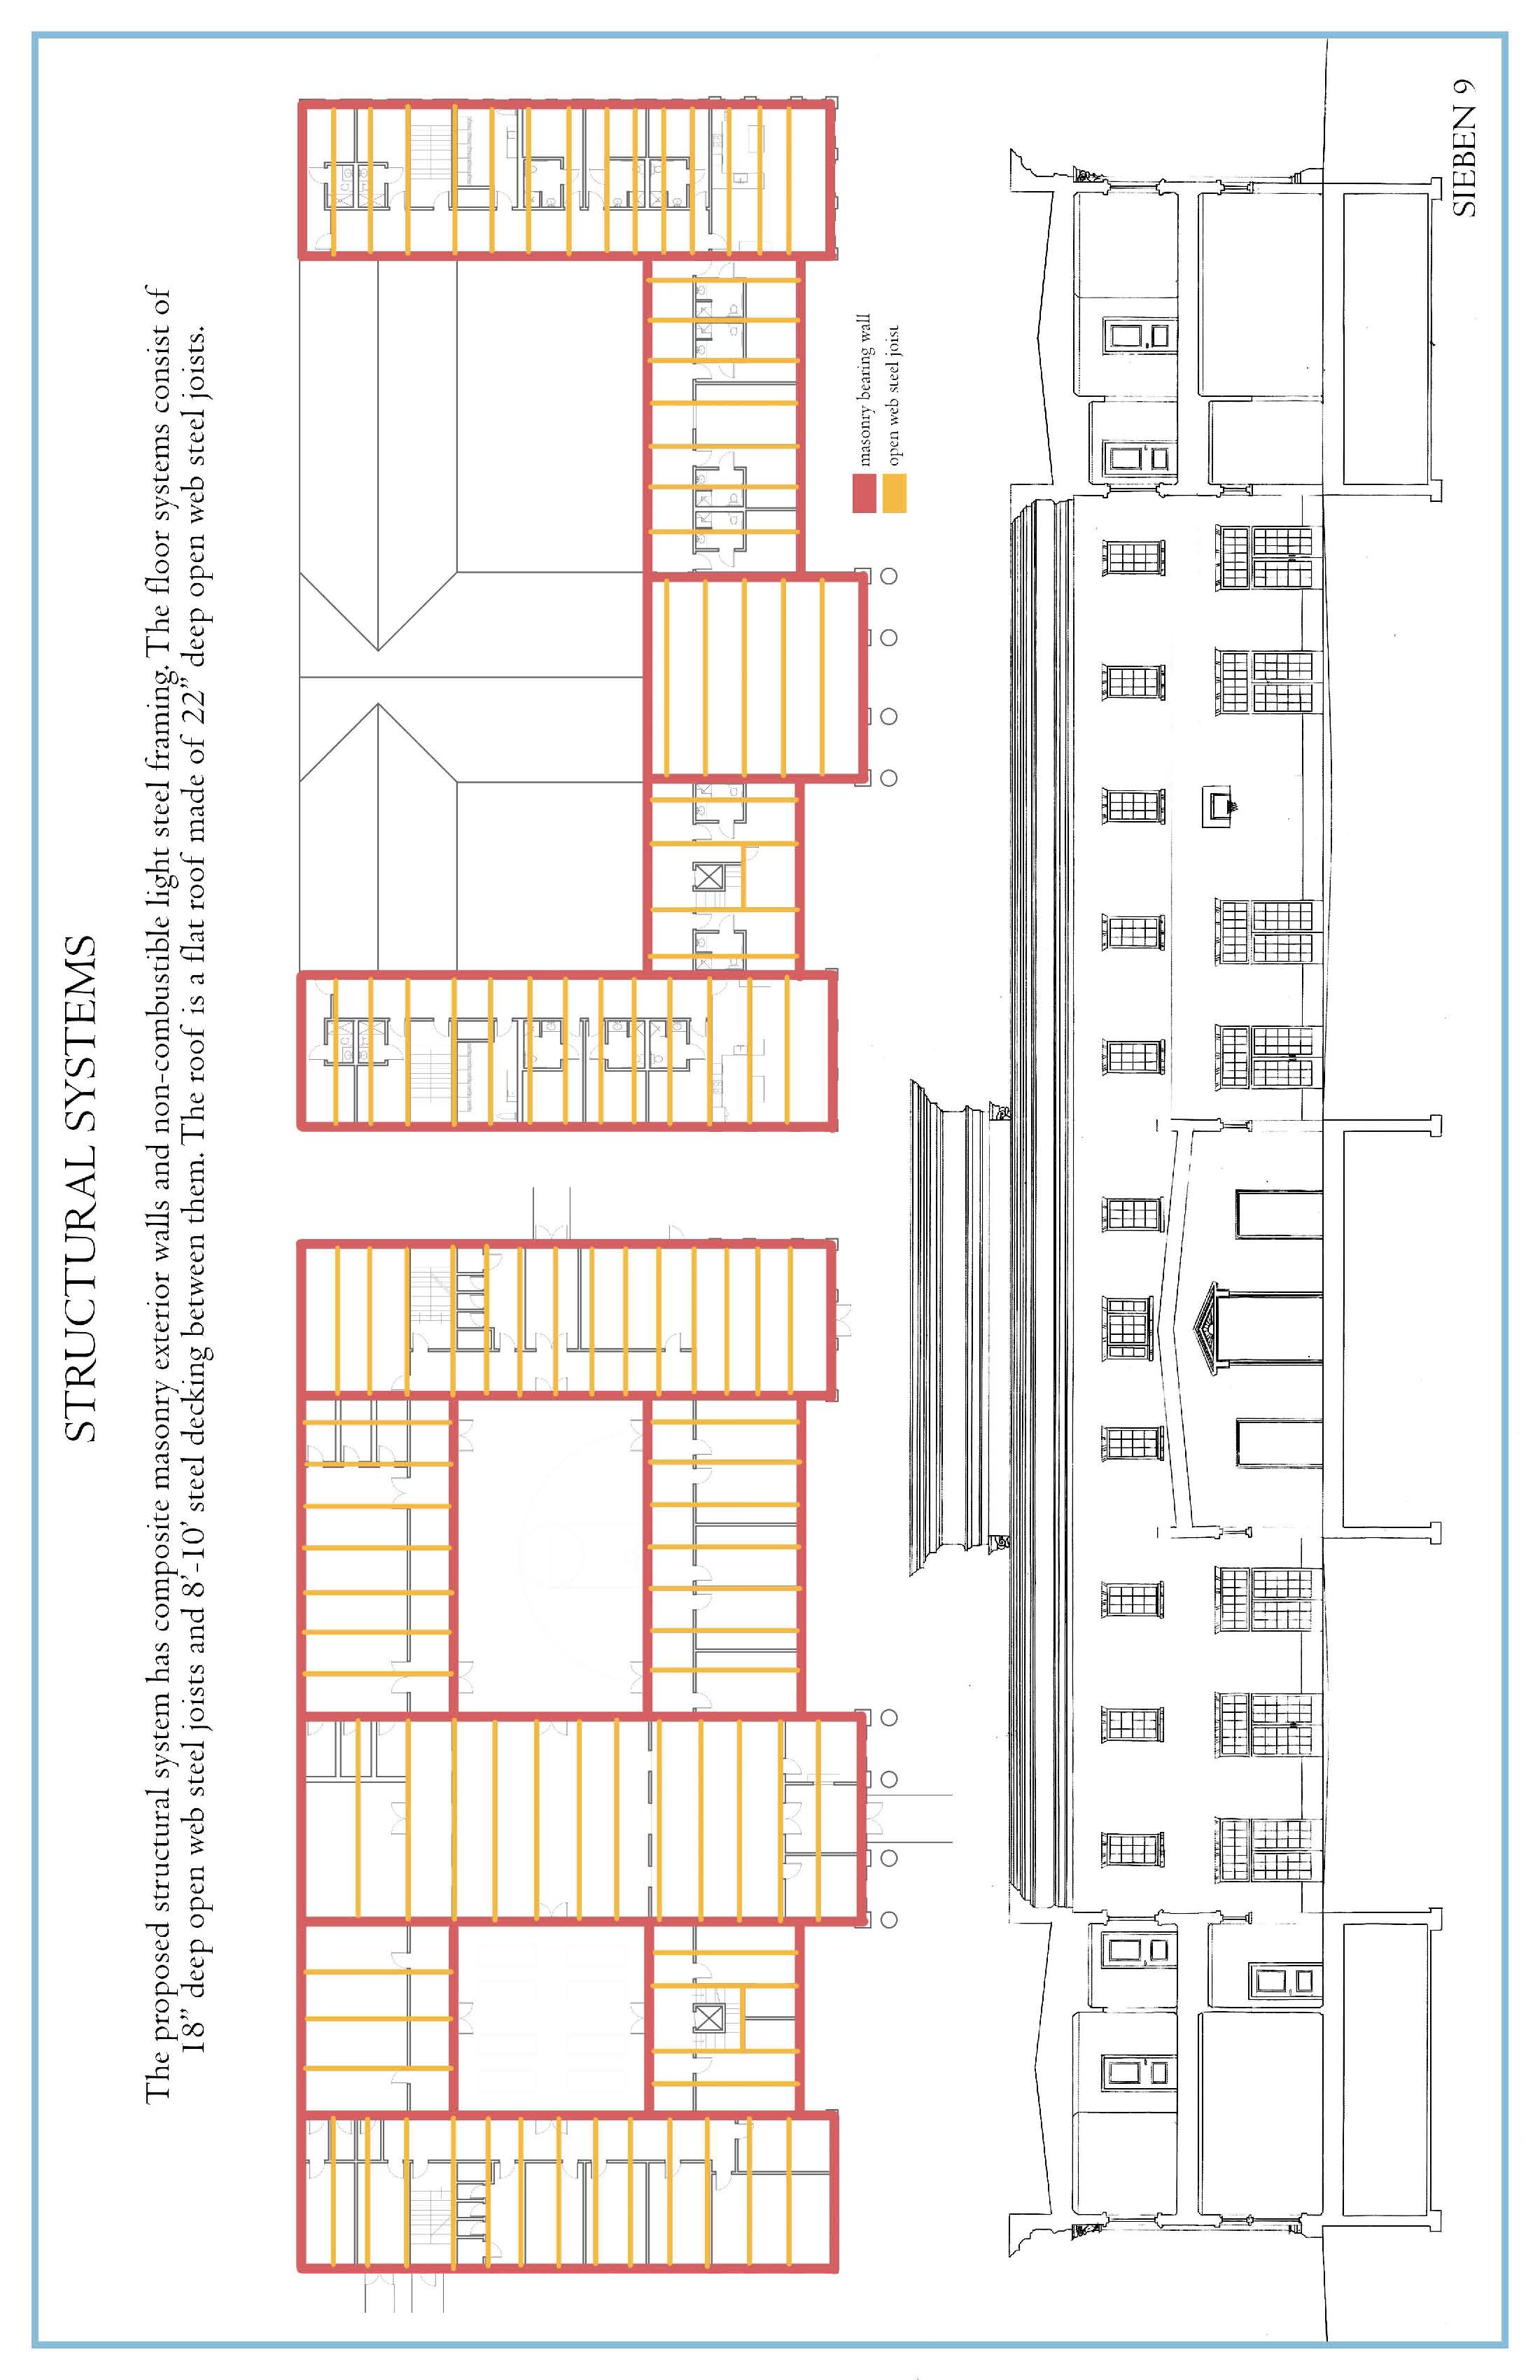 STRUCTURAL SYSTEMS
The proposed structural system has composite masonry exterior walls and non-combustible light steel framing. The floor systems consist of
18” deep open web steel joists and 8’-10’ steel decking between them. The roof is a flat roof made of 22” deep open web steel joists.
masonry bearing wall
open web steel joist
SIEBEN 9